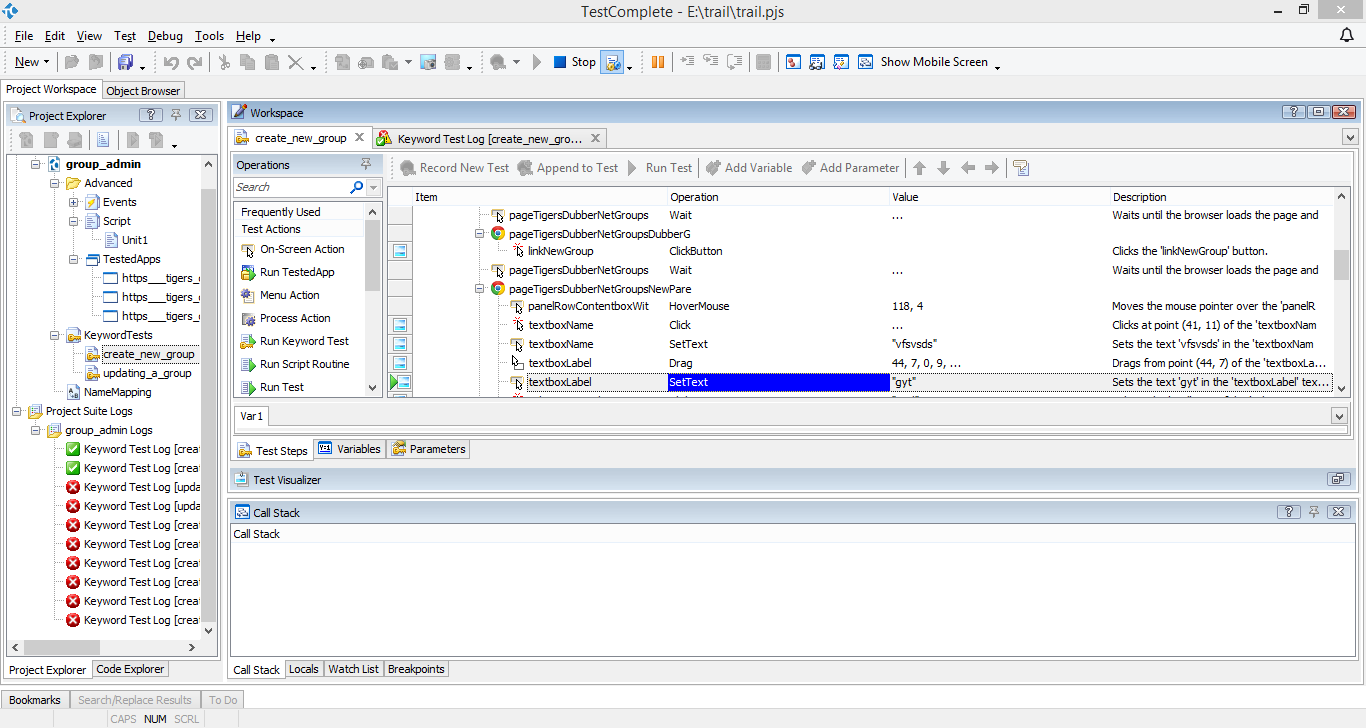 TestComplete - E:\trail\trail.pjs
File Edit View Test Debug Tools Help
New Stop Show Mobile Screen
Project Workspace Object Browser
Project Explorer ?
group_admin
Advanced
Events
Script
Unit1
TestedApps
https___tigers_
https___tigers_
https___tigers_
KeywordTests
create_new_group
updating_a_group
NameMapping
Project Suite Logs
group_admin Logs
Keyword Test Log [crea
Keyword Test Log [crea
Keyword Test Log [upda
Keyword Test Log [upda
Keyword Test Log [crea
Keyword Test Log [crea
Keyword Test Log [crea
Keyword Test Log [crea
Keyword Test Log [crea
Keyword Test Log [crea
Project Explorer Code Explorer
Workspace ?
create_new_group Keyword Test Log [create_new_gro...
Operations
Search
Frequently Used
Test Actions
On-Screen Action
Run TestedApp
Menu Action
Process Action
Run Keyword Test
Run Script Routine
Run Test
Record New Test Append to Test Run Test Add Variable Add Parameter
Item Operation Value Description
pageTigersDubberNetGroups Wait ... Waits until the browser loads the page and
pageTigersDubberNetGroupsDubberG
linkNewGroup ClickButton Clicks the 'linkNewGroup' button.
pageTigersDubberNetGroups Wait ... Waits until the browser loads the page and
pageTigersDubberNetGroupsNewPare
panelRowContentboxWit HoverMouse 118, 4 Moves the mouse pointer over the 'panelR
textboxName Click ... Clicks at point (41, 11) of the 'textboxNam
textboxName SetText "vfsvsds" Sets the text 'vfsvsds' in the 'textboxNam
textboxLabel Drag 44, 7, 0, 9, ... Drags from point (44, 7) of the 'textboxLa...
textboxLabel SetText "gyt" Sets the text 'gyt' in the 'textboxLabel' tex...
Var1
Test Steps Variables Parameters
Test Visualizer
Call Stack ?
Call Stack
Call Stack Locals Watch List Breakpoints
Bookmarks Search/Replace Results To Do
CAPS NUM SCRL